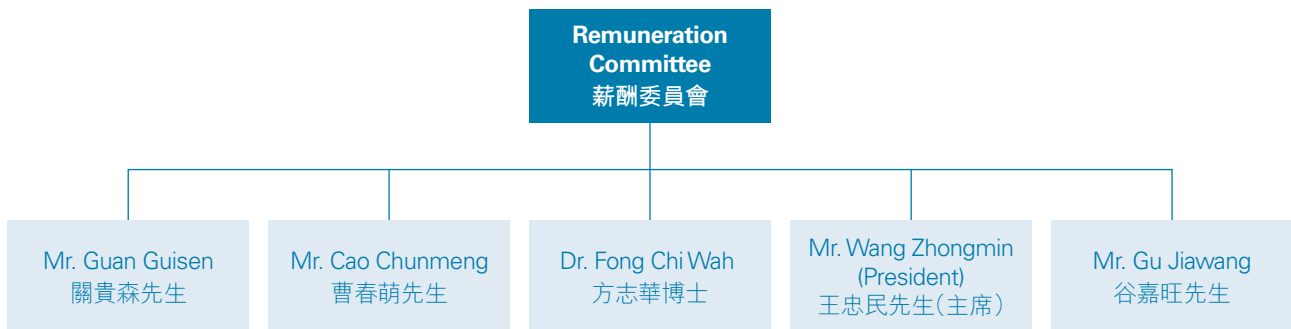 Remuneration
Committee
薪酬委員會
Mr. Guan Guisen
關貴森先生
Mr. Cao Chunmeng
曹春萌先生
Dr. Fong Chi Wah
方志華博士
Mr. Wang Zhongmin
(President)
王忠民先生(主席)
Mr. Gu Jiawang
谷嘉旺先生